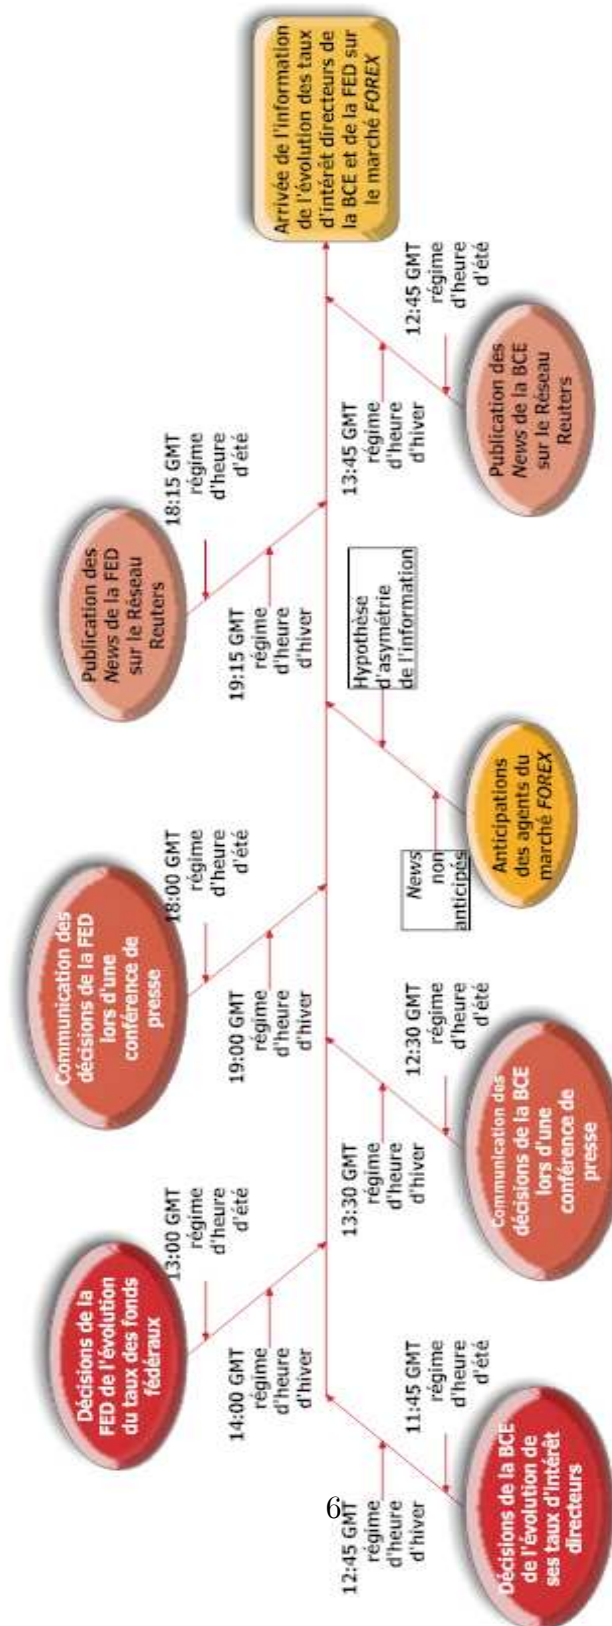 Décisions de la
FED de l'évolution
du taux des fonds
fédéraux
13:00 GMT
régime
d'heure
d'été
14:00 GMT
régime
d'heure
d'hiver
Communication des
décisions de la FED
lors d'une
conférence de
presse
18:00 GMT
régime
d'heure
d'été
19:00 GMT
régime
d'heure
d'hiver
Publication des
News de la FED
sur le Réseau
Reuters
18:15 GMT
régime
d'heure
d'été
19:15 GMT
régime
d'heure
d'hiver
Arrivée de l'information
de l'évolution des taux
d'intérêt directeurs de
la BCE et de la FED sur
le marché FOREX
12:45 GMT
régime
d'heure
d'hiver
11:45 GMT
régime
d'heure
d'été
Décisions de la BCE
de l'évolution de
ses taux d'intérêt
directeurs
13:30 GMT
régime
d'heure
d'hiver
12:30 GMT
régime
d'heure
d'été
Communication des
décisions de la BCE
lors d'une
conférence de
presse
Hypothèse
d'asymétrie
de l'information
News
non
anticipés
Anticipations
des agents du
marché FOREX
13:45 GMT
régime
d'heure
d'hiver
12:45 GMT
régime
d'heure
d'été
Publication des
News de la BCE
sur le Réseau
Reuters
6